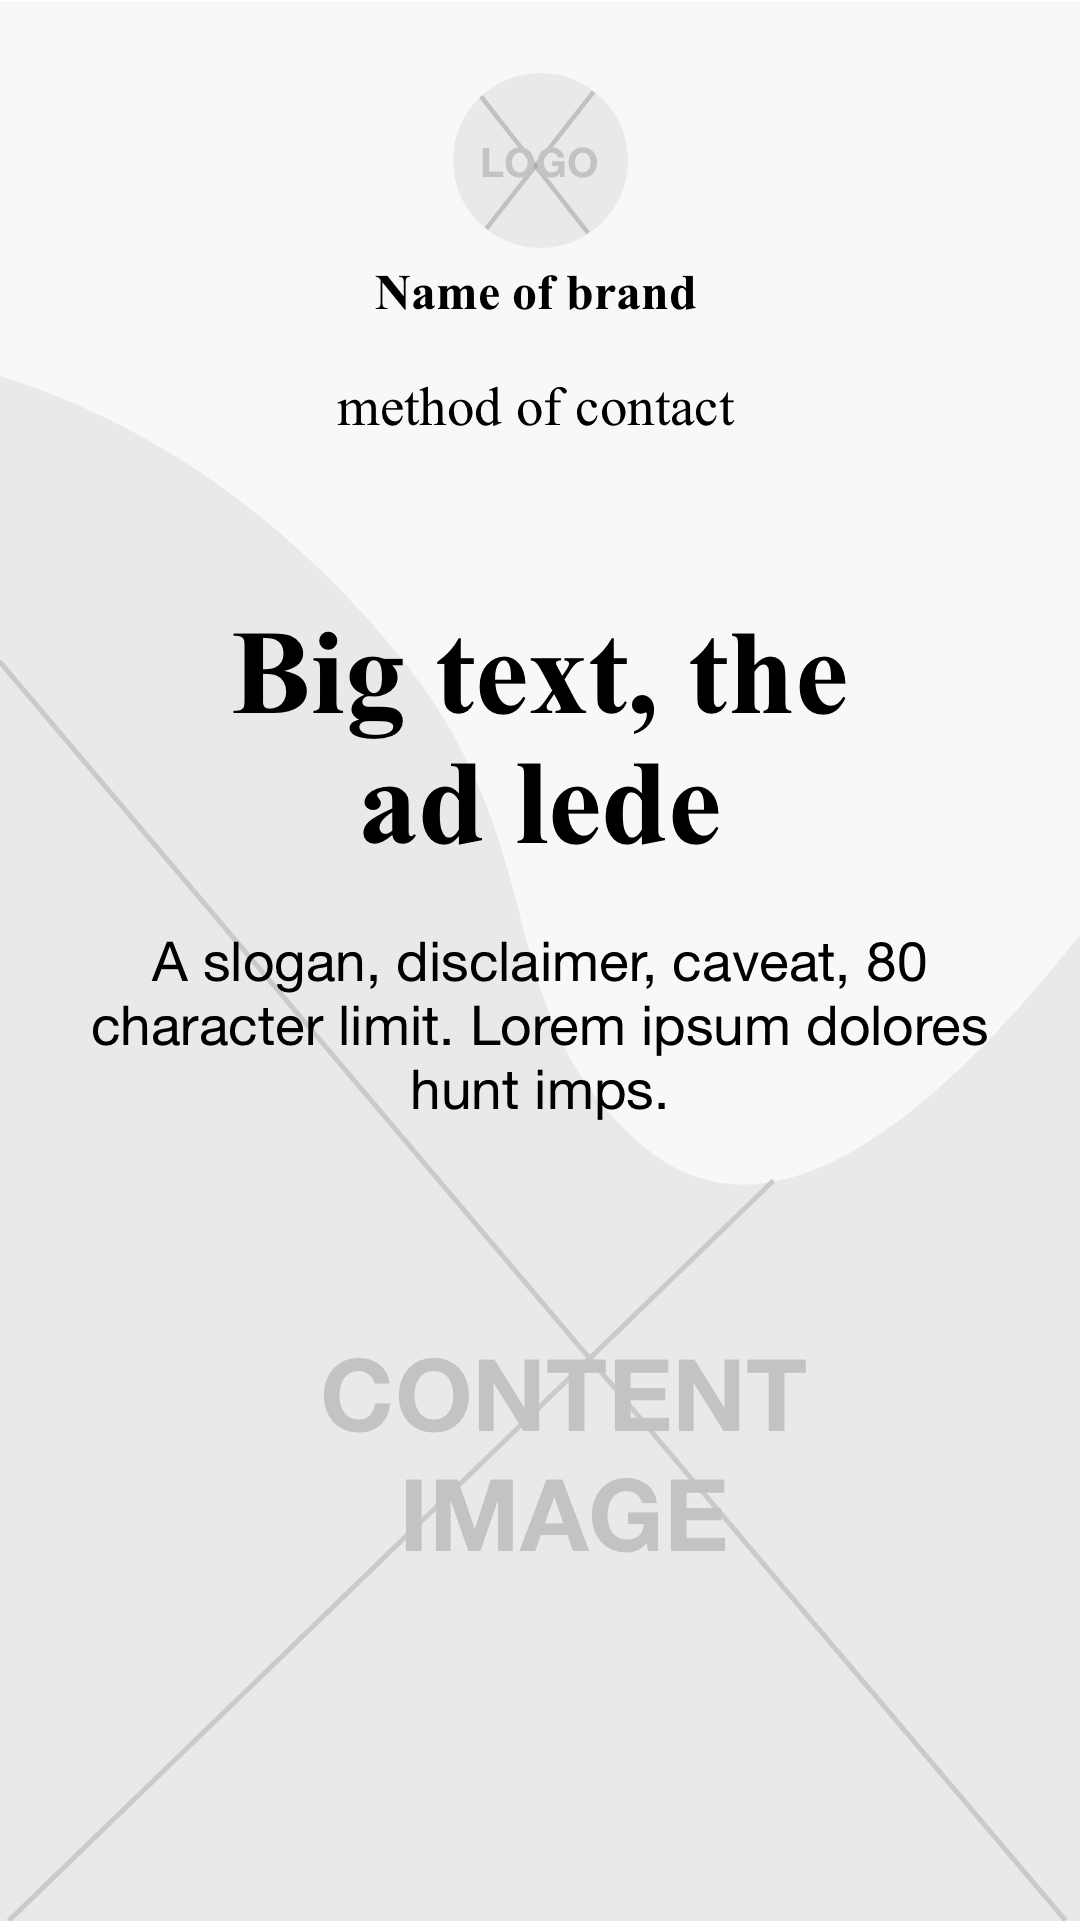 LOGO
Name of brand
method of contact
Big text, the
ad lede
A slogan, disclaimer, caveat, 80
character limit. Lorem ipsum dolores
hunt imps.
CONTENT
IMAGE